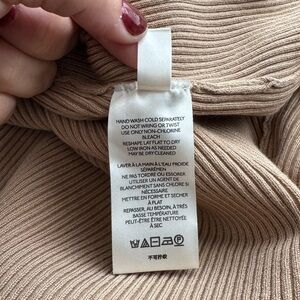 HAND WASH COLD SEPARATELY
DO NOT WRING OR TWIST
USE ONLY NON-CHLORINE
BLEACH
RESHAPE LAY FLAT TO DRY
LOW IRON AS NEEDED
MAY BE DRY CLEANED
LAVER À LA MAIN À L'EAU FROIDE
SÉPARÉMEN
NE PAS TORDRE OU ESSORER
UTILISER UN AGENT DE
BLANCHIMENT SANS CHLORE SI
NÉCESSAIRE
METTRE EN FORME ET SÉCHER
À PLAT
REPASSER, AU BESOIN, À TRÈS
BASSE TEMPÉRATURE
PEUT-ÊTRE ÊTRE NETTOYÉE
À SEC
不可拧絞